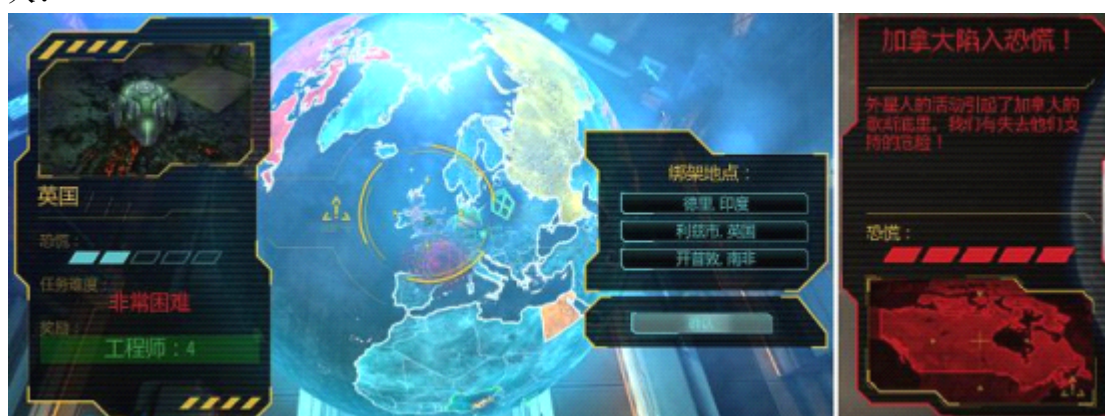 英国
恐慌：
任务难度：
非常困难
奖励：
工程师：4
绑架地点：
德里, 印度
利兹市, 英国
开普敦, 南非
确认
加拿大陷入恐慌！
外星人的活动引起了加拿大的
歇斯底里。我们有失去他们支
持的危险！
恐慌：